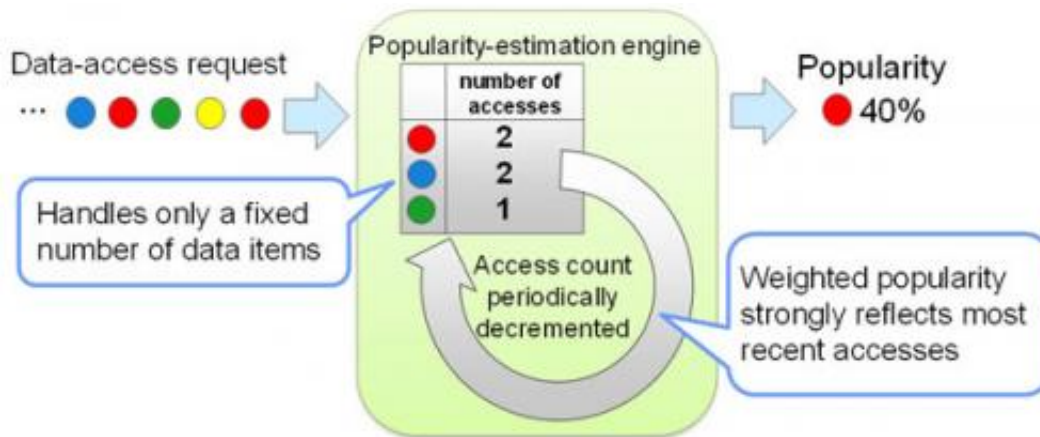 Popularity-estimation engine
Data-access request
...
number of
accesses
2
2
1
Popularity
40%
Handles only a fixed
number of data items
Access count
periodically
decremented
Weighted popularity
strongly reflects most
recent accesses